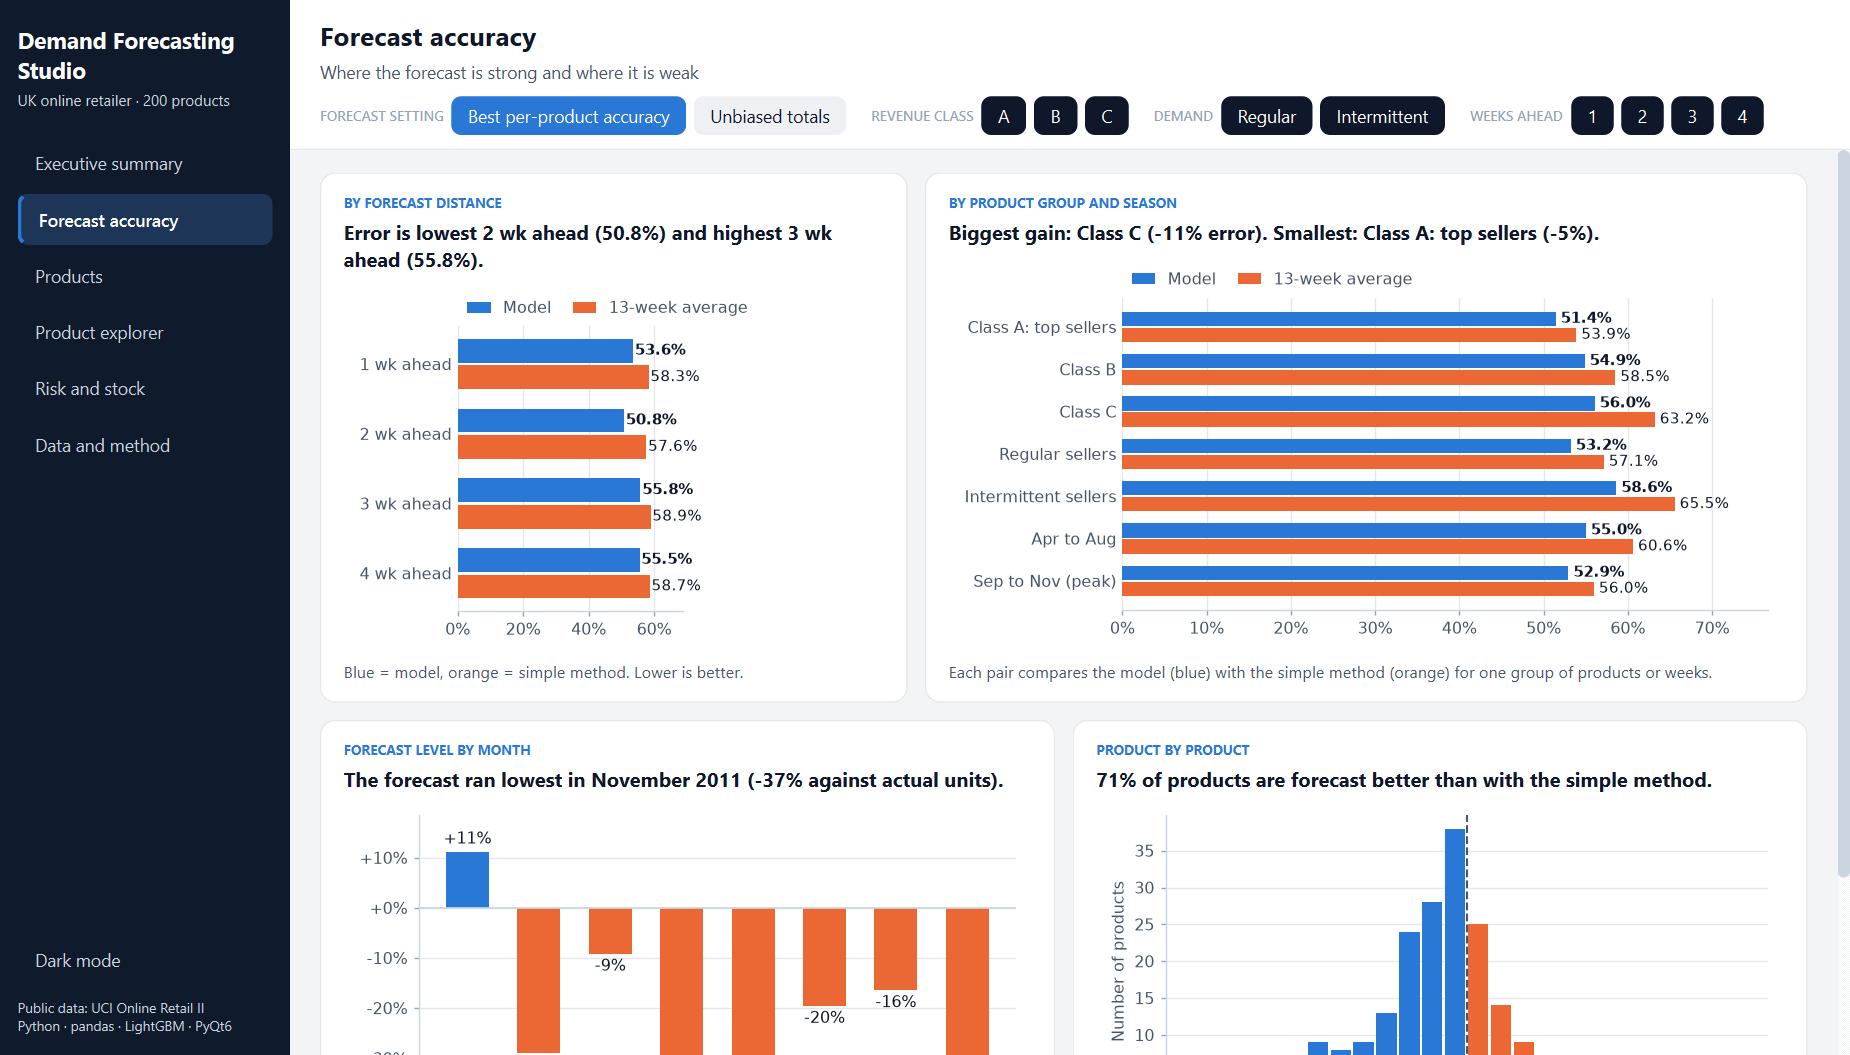 Demand Forecasting
Studio
UK online retailer · 200 products
Executive summary
Forecast accuracy
Products
Product explorer
Risk and stock
Data and method
Dark mode
Public data: UCI Online Retail II
Python · pandas · LightGBM · PyQt6
Forecast accuracy
Where the forecast is strong and where it is weak
FORECAST SETTING Best per-product accuracy Unbiased totals REVENUE CLASS A B C DEMAND Regular Intermittent WEEKS AHEAD 1 2 3 4
BY FORECAST DISTANCE
Error is lowest 2 wk ahead (50.8%) and highest 3 wk
ahead (55.8%).
Model 13-week average
1 wk ahead 53.6% 58.3%
2 wk ahead 50.8% 57.6%
3 wk ahead 55.8% 58.9%
4 wk ahead 55.5% 58.7%
0% 20% 40% 60%
Blue = model, orange = simple method. Lower is better.
BY PRODUCT GROUP AND SEASON
Biggest gain: Class C (-11% error). Smallest: Class A: top sellers (-5%).
Model 13-week average
Class A: top sellers 51.4% 53.9%
Class B 54.9% 58.5%
Class C 56.0% 63.2%
Regular sellers 53.2% 57.1%
Intermittent sellers 58.6% 65.5%
Apr to Aug 55.0% 60.6%
Sep to Nov (peak) 52.9% 56.0%
0% 10% 20% 30% 40% 50% 60% 70%
Each pair compares the model (blue) with the simple method (orange) for one group of products or weeks.
FORECAST LEVEL BY MONTH
The forecast ran lowest in November 2011 (-37% against actual units).
+11%
+10%
+0%
-10%
-9%
-20%
-20%
-16%
PRODUCT BY PRODUCT
71% of products are forecast better than with the simple method.
Number of products
35
30
25
20
15
10